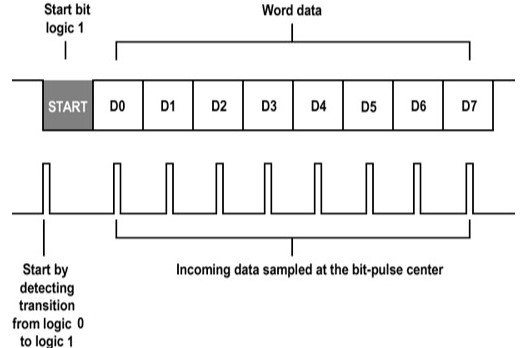 Start bit
logic 1
Word data
START D0 D1 D2 D3 D4 D5 D6 D7
Start by
detecting
transition
from logic 0
to logic 1
Incoming data sampled at the bit-pulse center